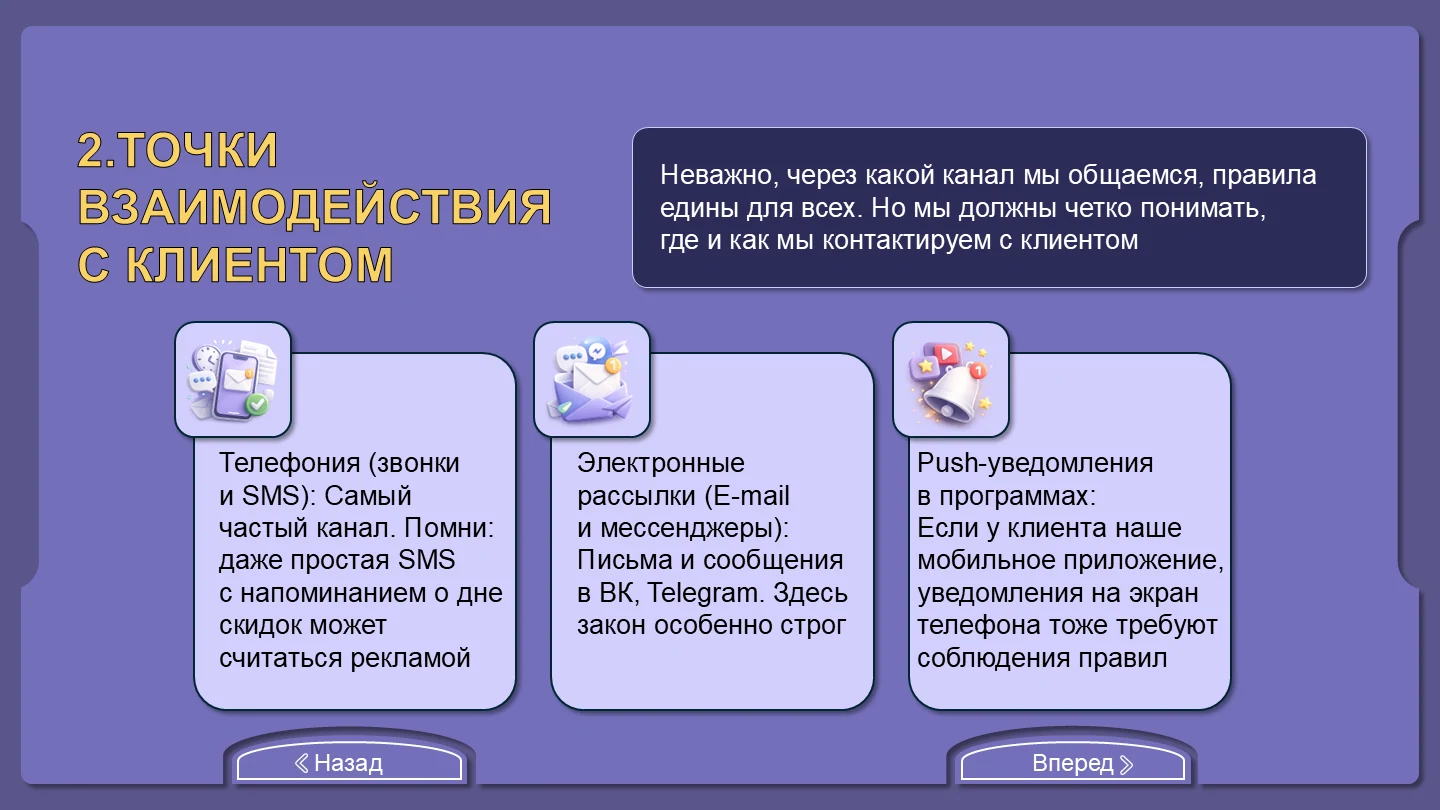 2.ТОЧКИ
ВЗАИМОДЕЙСТВИЯ
С КЛИЕНТОМ
Неважно, через какой канал мы общаемся, правила
едины для всех. Но мы должны четко понимать,
где и как мы контактируем с клиентом
Телефония (звонки
и SMS): Самый
частый канал. Помни:
даже простая SMS
с напоминанием о дне
скидок может
считаться рекламой
Электронные
рассылки (E-mail
и мессенджеры):
Письма и сообщения
в ВК, Telegram. Здесь
закон особенно строг
Push-уведомления
в программах:
Если у клиента наше
мобильное приложение,
уведомления на экран
телефона тоже требуют
соблюдения правил
Назад
Вперед